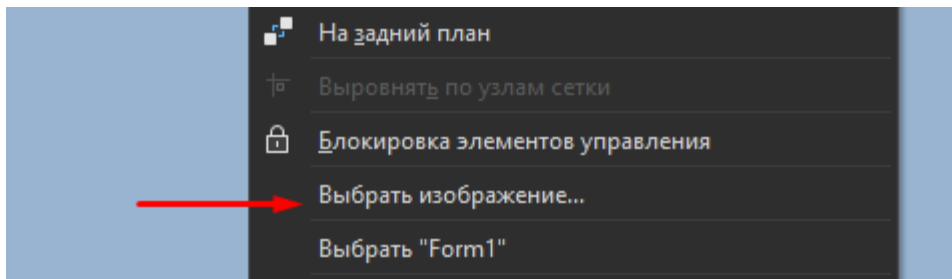 На задний план
Выровнять по узлам сетки
Блокировка элементов управления
Выбрать изображение...
Выбрать "Form1"